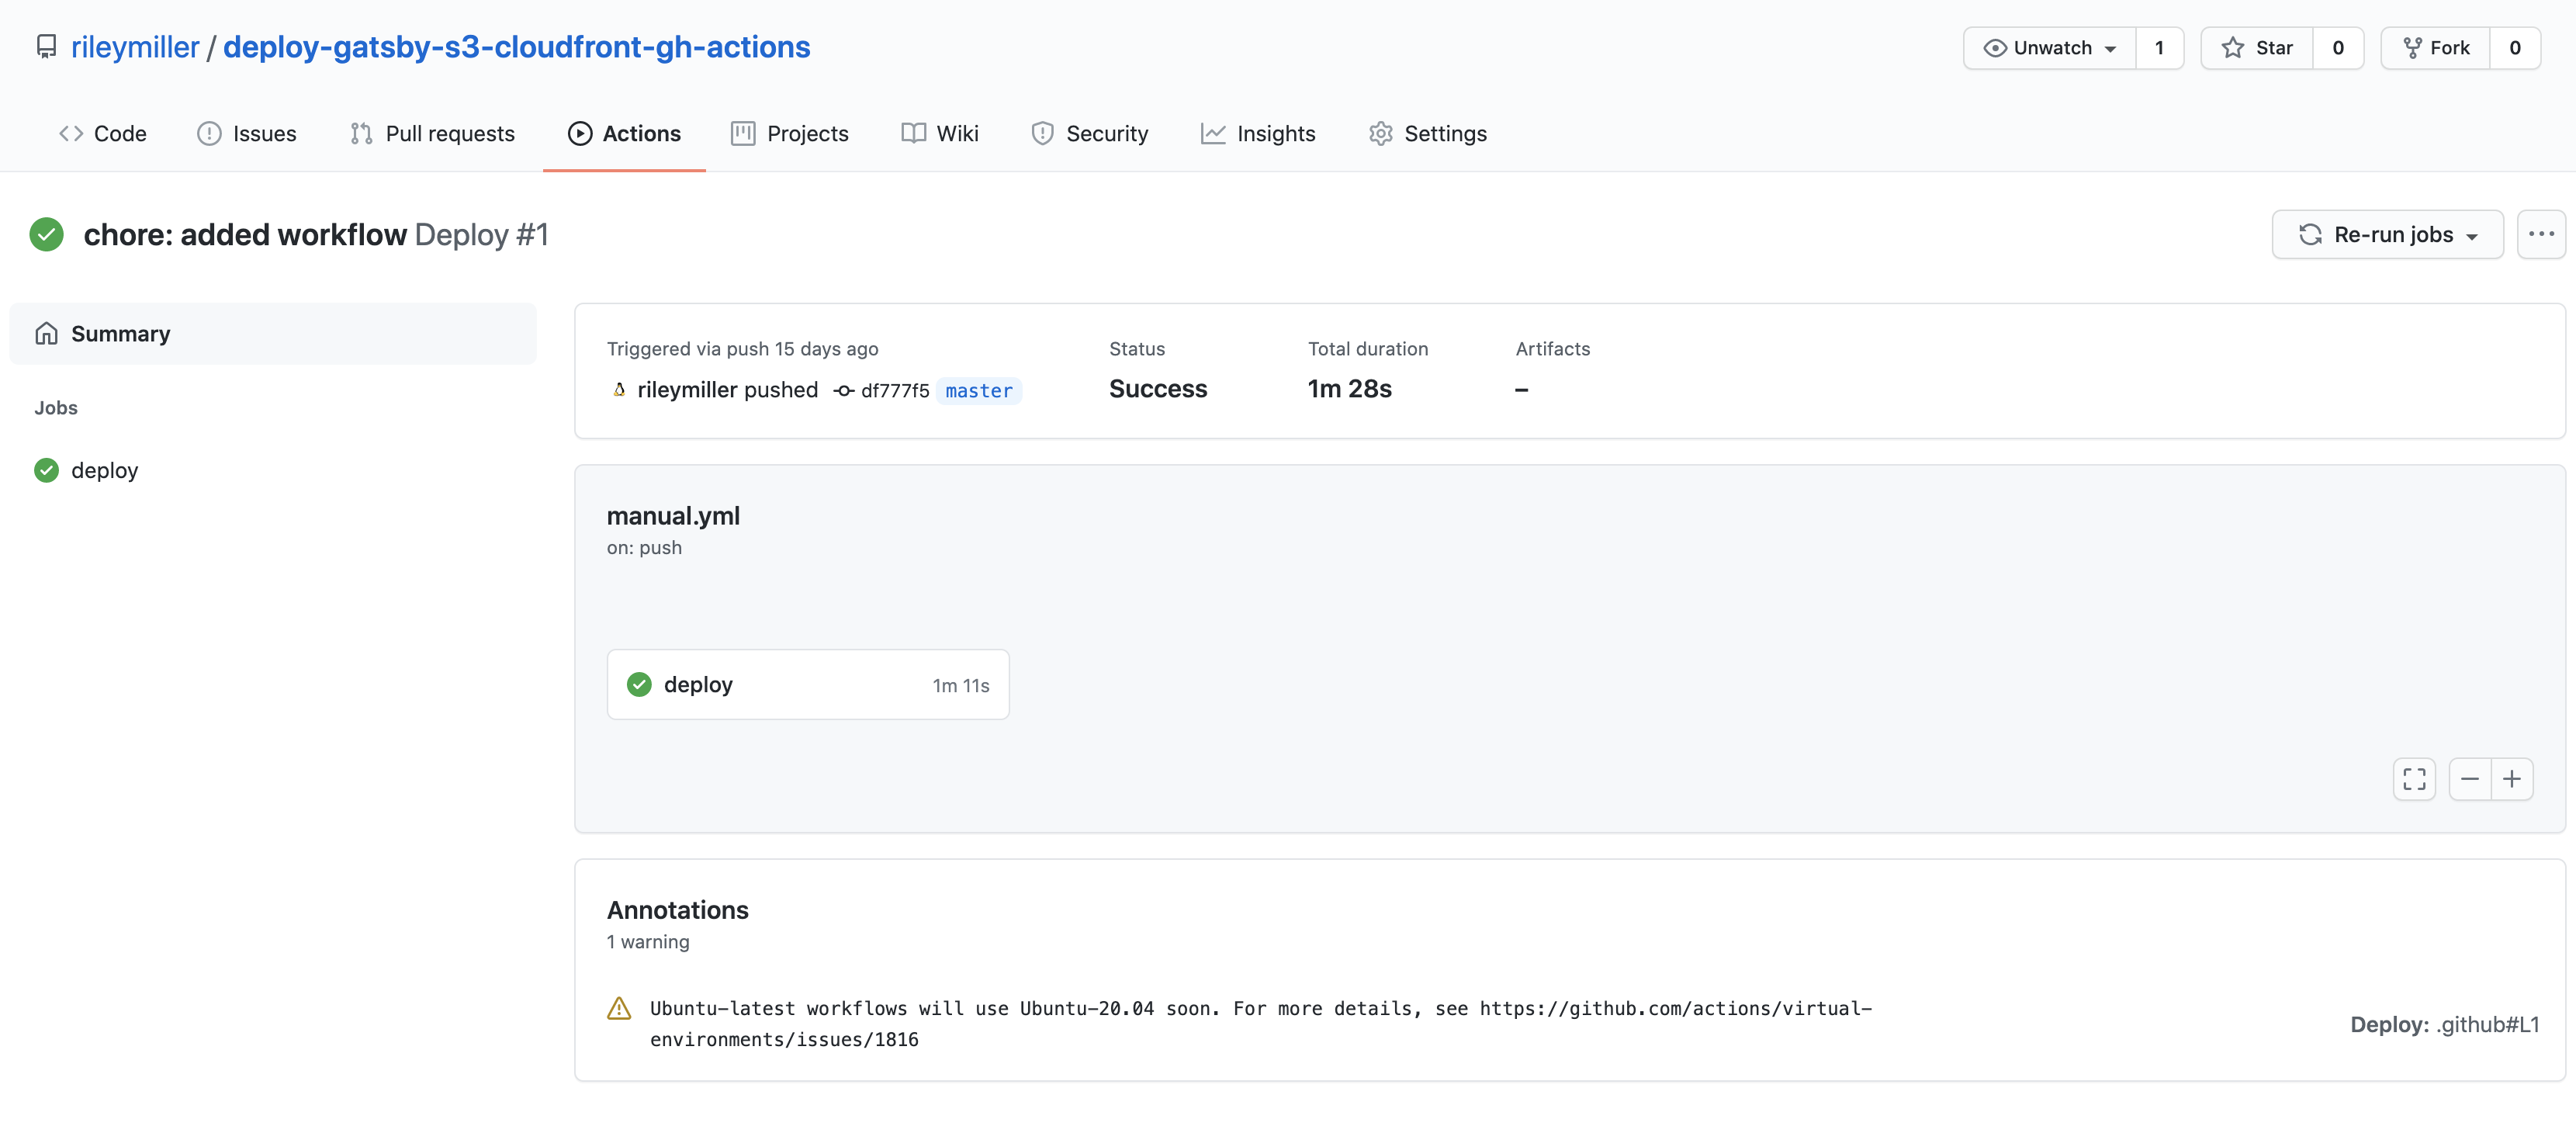 rileymiller / deploy-gatsby-s3-cloudfront-gh-actions
Unwatch 1 Star 0 Fork 0
Code Issues Pull requests Actions Projects Wiki Security Insights Settings
chore: added workflow Deploy #1
Re-run jobs
Summary
Jobs
deploy
Triggered via push 15 days ago
rileymiller pushed df777f5 master
Status
Success
Total duration
1m 28s
Artifacts
–
manual.yml
on: push
deploy 1m 11s
Annotations
1 warning
Ubuntu-latest workflows will use Ubuntu-20.04 soon. For more details, see https://github.com/actions/virtual-
environments/issues/1816
Deploy: .github#L1